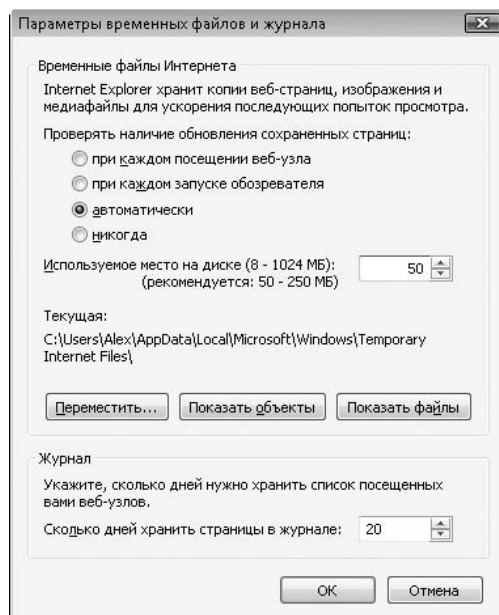 Параметры временных файлов и журнала
Временные файлы Интернета
Internet Explorer хранит копии веб-страниц, изображения и
медиафайлы для ускорения последующих попыток просмотра.
Проверять наличие обновления сохраненных страниц:
при каждом посещении веб-узла
при каждом запуске обозревателя
автоматически
никогда
Используемое место на диске (8 - 1024 МБ): 50
(рекомендуется: 50 - 250 МБ)
Текущая:
C:\Users\Alex\AppData\Local\Microsoft\Windows\Temporary
Internet Files\
Переместить... Показать объекты Показать файлы
Журнал
Укажите, сколько дней нужно хранить список посещенных
вами веб-узлов.
Сколько дней хранить страницы в журнале: 20
ОК Отмена